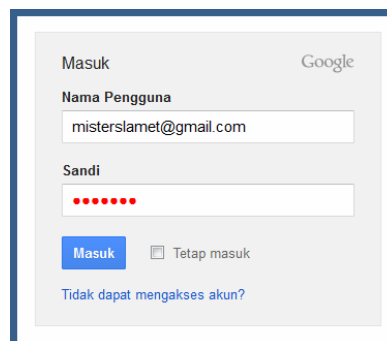 Masuk Google
Nama Pengguna
misterslamet@gmail.com
Sandi
•••••••
Masuk Tetap masuk
Tidak dapat mengakses akun?